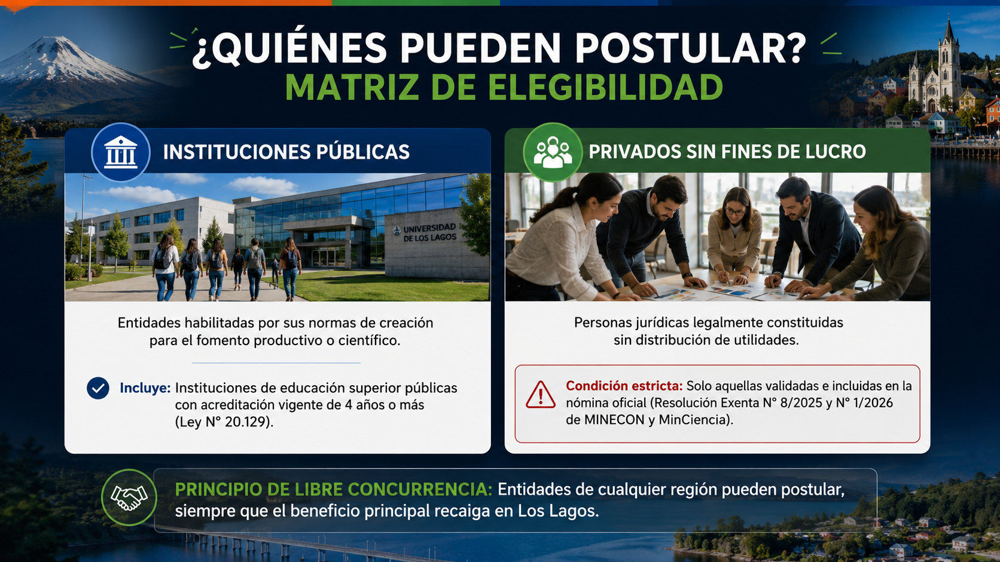 ¿QUIÉNES PUEDEN POSTULAR?
MATRIZ DE ELEGIBILIDAD
INSTITUCIONES PÚBLICAS
UNIVERSIDAD
DE LOS LAGOS
Entidades habilitadas por sus normas de creación
para el fomento productivo o científico.
Incluye: Instituciones de educación superior públicas
con acreditación vigente de 4 años o más
(Ley N° 20.129).
PRIVADOS SIN FINES DE LUCRO
Personas jurídicas legalmente constituidas
sin distribución de utilidades.
Condición estricta: Solo aquellas validadas e incluidas en la
nómina oficial (Resolución Exenta N° 8/2025 y N° 1/2026
de MINECON y MinCiencia).
PRINCIPIO DE LIBRE CONCURRENCIA: Entidades de cualquier región pueden postular,
siempre que el beneficio principal recaiga en Los Lagos.